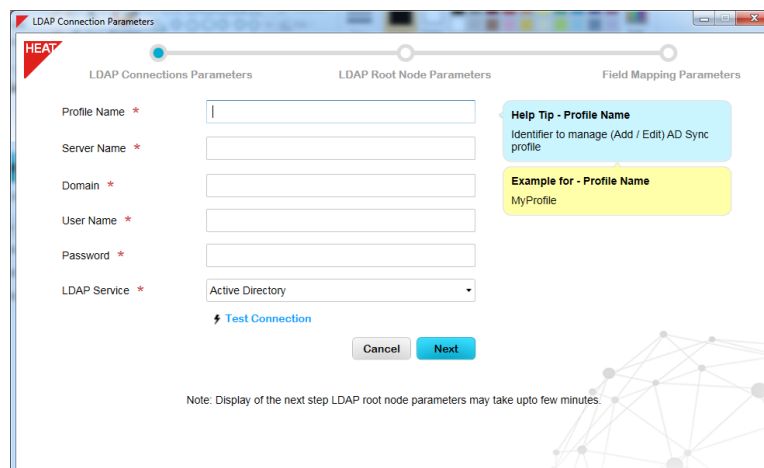 LDAP Connection Parameters
HEAT
LDAP Connections Parameters
LDAP Root Node Parameters
Field Mapping Parameters
Profile Name *
Server Name *
Domain *
User Name *
Password *
LDAP Service *
Active Directory
Test Connection
Cancel
Next
Help Tip - Profile Name
Identifier to manage (Add / Edit) AD Sync
profile
Example for - Profile Name
MyProfile
Note: Display of the next step LDAP root node parameters may take upto few minutes.